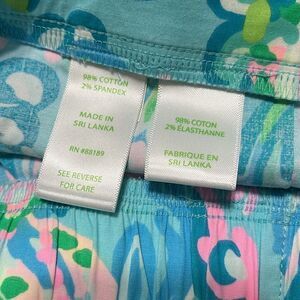 98% COTTON
2% SPANDEX
MADE IN
SRI LANKA
RN #88189
SEE REVERSE
FOR CARE
98% COTON
2% ÉLASTHANNE
FABRIQUE EN
SRI LANKA